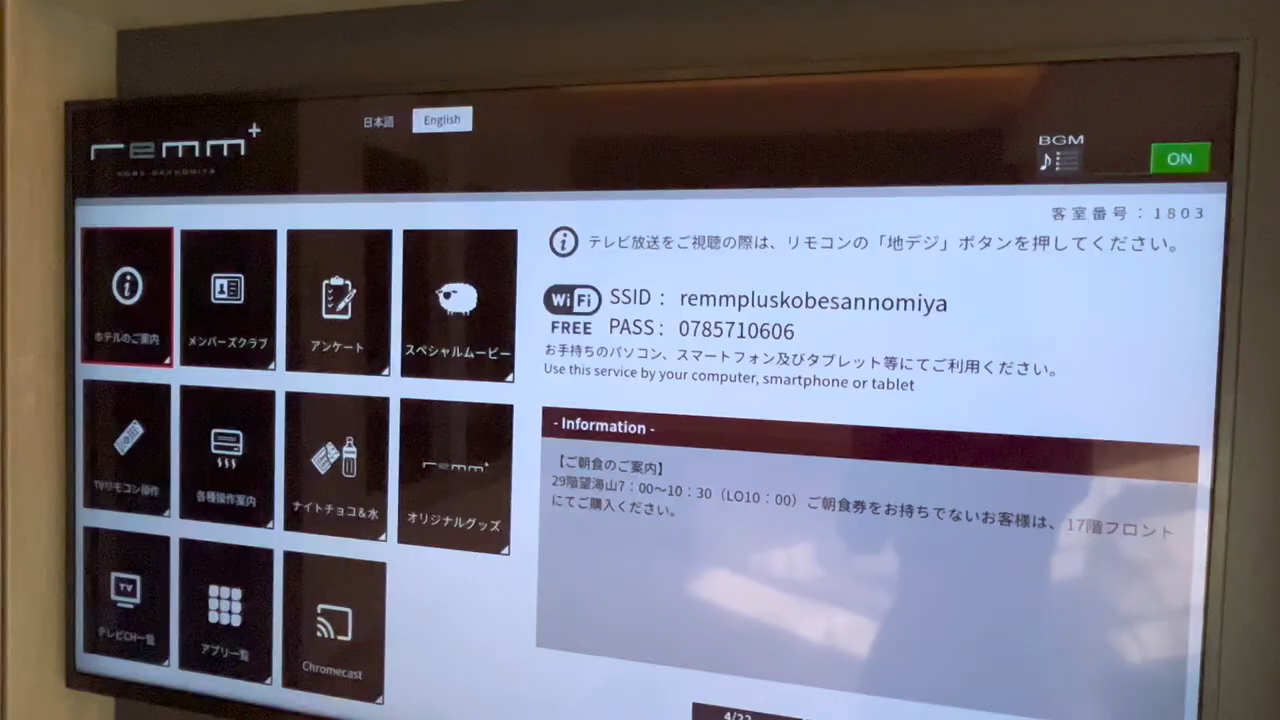 remm+
KOBE-SANNOMIYA
日本語
English
BGM
ON
客室番号：1803
テレビ放送をご視聴の際は、リモコンの「地デジ」ボタンを押してください。
WiFi
FREE
SSID： remmpluskobesannomiya
PASS： 0785710606
お手持ちのパソコン、スマートフォン及びタブレット等にてご利用ください。
Use this service by your computer, smartphone or tablet
- Information -
【ご朝食のご案内】
29階望海山7：00～10：30（LO10：00）ご朝食券をお持ちでないお客様は、17階フロント
にてご購入ください。
ホテルのご案内
メンバーズクラブ
アンケート
スペシャルムービー
TVリモコン操作
各種操作案内
ナイトチョコ＆水
remm+
オリジナルグッズ
TV
テレビCH一覧
アプリ一覧
Chromecast
4/22